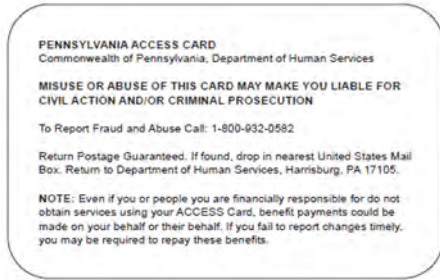 PENNSYLVANIA ACCESS CARD
Commonwealth of Pennsylvania, Department of Human Services
MISUSE OR ABUSE OF THIS CARD MAY MAKE YOU LIABLE FOR
CIVIL ACTION AND/OR CRIMINAL PROSECUTION
To Report Fraud and Abuse Call: 1-800-932-0582
Return Postage Guaranteed. If found, drop in nearest United States Mail
Box. Return to Department of Human Services, Harrisburg, PA 17105.
NOTE: Even if you or people you are financially responsible for do not
obtain services using your ACCESS Card, benefit payments could be
made on your behalf or their behalf. If you fail to report changes timely,
you may be required to repay these benefits.